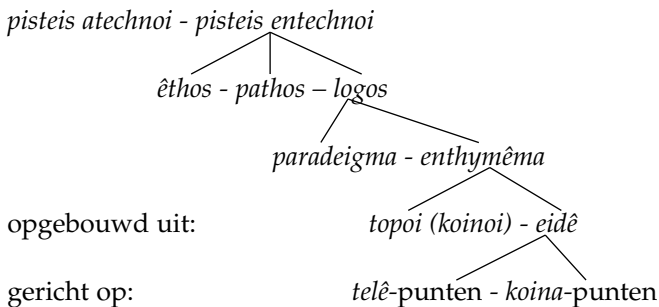 pisteis atechnoi - pisteis entechnoi
êthos - pathos – logos
paradeigma - enthymêma
opgebouwd uit: topoi (koinoi) - eidê
gericht op: telê-punten - koina-punten